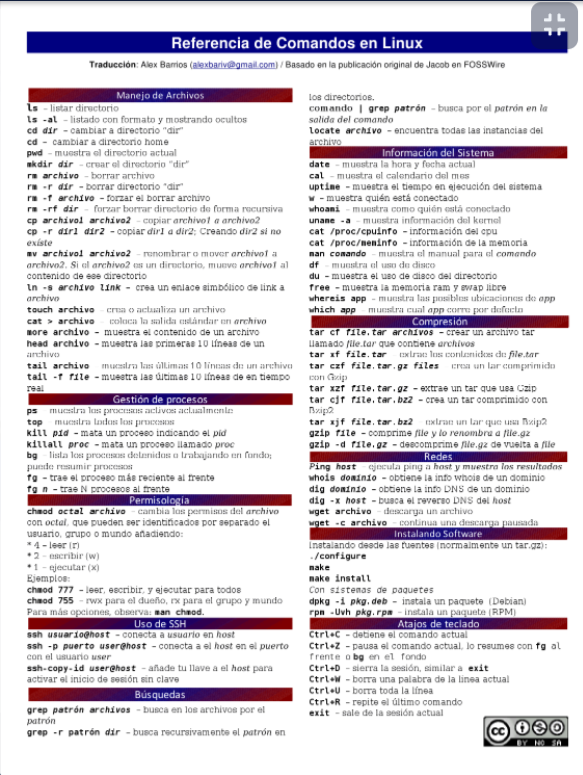 Referencia de Comandos en Linux
Traducción: Alex Barrios (alexbariv@gmail.com) / Basado en la publicación original de Jacob en FOSSWire
Manejo de Archivos
ls – listar directorio
ls -al – listado con formato y mostrando ocultos
cd dir – cambiar a directorio "dir"
cd – cambiar a directorio home
pwd – muestra el directorio actual
mkdir dir – crear el directorio "dir"
rm archivo – borrar archivo
rm -r dir – borrar directorio "dir"
rm -f archivo – forzar el borrar archivo
rm -rf dir – forzar borrar directorio de forma recursiva
cp archivo1 archivo2 – copiar archivo1 a archivo2
cp -r dir1 dir2 – copiar dir1 a dir2; Creando dir2 si no
existe
mv archivo1 archivo2 – renombrar o mover archivo1 a
archivo2. Si el archivo2 es un directorio, mueve archivo1 al
contenido de ese directorio
ln -s archivo link – crea un enlace simbólico de link a
archivo
touch archivo – crea o actualiza un archivo
cat > archivo – coloca la salida estándar en archivo
more archivo – muestra el contenido de un archivo
head archivo – muestra las primeras 10 líneas de un
archivo
tail archivo – muestra las últimas 10 líneas de un archivo
tail -f file – muestra las últimas 10 líneas de en tiempo
real
Gestión de procesos
ps – muestra los procesos activos actualmente
top – muestra todos los procesos
kill pid – mata un proceso indicando el pid
killall proc – mata un proceso llamado proc
bg – lista los procesos detenidos o trabajando en fondo;
puede resumir procesos
fg – trae el proceso más reciente al frente
fg n – trae N procesos al frente
Permisología
chmod octal archivo – cambia los permisos del archivo
con octal, que pueden ser identificados por separado el
usuario, grupo o mundo añadiendo:
* 4 – leer (r)
* 2 – escribir (w)
* 1 – ejecutar (x)
Ejemplos:
chmod 777 – leer, escribir, y ejecutar para todos
chmod 755 – rwx para el dueño, rx para el grupo y mundo
Para más opciones, observa: man chmod.
Uso de SSH
ssh usuario@host – conecta a usuario en host
ssh -p puerto user@host – conecta a el host en el puerto
con el usuario user
ssh-copy-id user@host – añade tu llave a el host para
activar el inicio de sesión sin clave
Búsquedas
grep patrón archivos – busca en los archivos por el
patrón
grep -r patrón dir – busca recursivamente el patrón en
los directorios.
comando | grep patrón – busca por el patrón en la
salida del comando
locate archivo – encuentra todas las instancias del
archivo
Información del Sistema
date – muestra la hora y fecha actual
cal – muestra el calendario del mes
uptime – muestra el tiempo en ejecución del sistema
w – muestra quién está conectado
whoami – muestra como quién está conectado
uname -a – muestra información del kernel
cat /proc/cpuinfo – información del cpu
cat /proc/meminfo – información de la memoria
man comando – muestra el manual para el comando
df – muestra el uso de disco
du – muestra el uso de disco del directorio
free – muestra la memoria ram y swap libre
whereis app – muestra las posibles ubicaciones de app
which app – muestra cual app corre por defecto
Compresión
tar cf file.tar archivos – crear un archivo tar
llamado file.tar que contiene archivos
tar xf file.tar – extrae los contenidos de file.tar
tar czf file.tar.gz files – crea un tar comprimido
con Gzip
tar xzf file.tar.gz – extrae un tar que usa Gzip
tar cjf file.tar.bz2 – crea un tar comprimido con
Bzip2
tar xjf file.tar.bz2 – extrae un tar que usa Bzip2
gzip file – comprime file y lo renombra a file.gz
gzip -d file.gz – descomprime file.gz de vuelta a file
Redes
Ping host – ejecuta ping a host y muestra los resultados
whois dominio – obtiene la info whois de un dominio
dig dominio – obtiene la info DNS de un dominio
dig -x host – busca el reverso DNS del host
wget archivo – descarga un archivo
wget -c archivo – continua una descarga pausada
Instalando Software
Instalando desde las fuentes (normalmente un tar.gz):
./configure
make
make install
Con sistemas de paquetes
dpkg -i pkg.deb – instala un paquete (Debian)
rpm -Uvh pkg.rpm – instala un paquete (RPM)
Atajos de teclado
Ctrl+C – detiene el comando actual
Ctrl+Z – pausa el comando actual, lo resumes con fg al
frente o bg en el fondo
Ctrl+D – sierra la sesión, similar a exit
Ctrl+W – borra una palabra de la linea actual
Ctrl+U – borra toda la línea
Ctrl+R – repite el último comando
exit – sale de la sesión actual
cc
BY NC SA